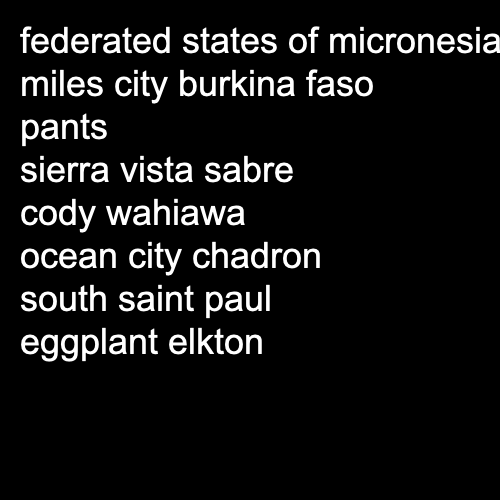 federated states of micronesia
miles city burkina faso
pants
sierra vista sabre
cody wahiawa
ocean city chadron
south saint paul
eggplant elkton